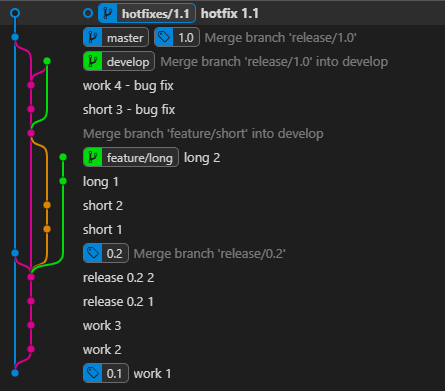 hotfixes/1.1 hotfix 1.1
master 1.0 Merge branch 'release/1.0'
develop Merge branch 'release/1.0' into develop
work 4 - bug fix
short 3 - bug fix
Merge branch 'feature/short' into develop
feature/long long 2
long 1
short 2
short 1
0.2 Merge branch 'release/0.2'
release 0.2 2
release 0.2 1
work 3
work 2
0.1 work 1